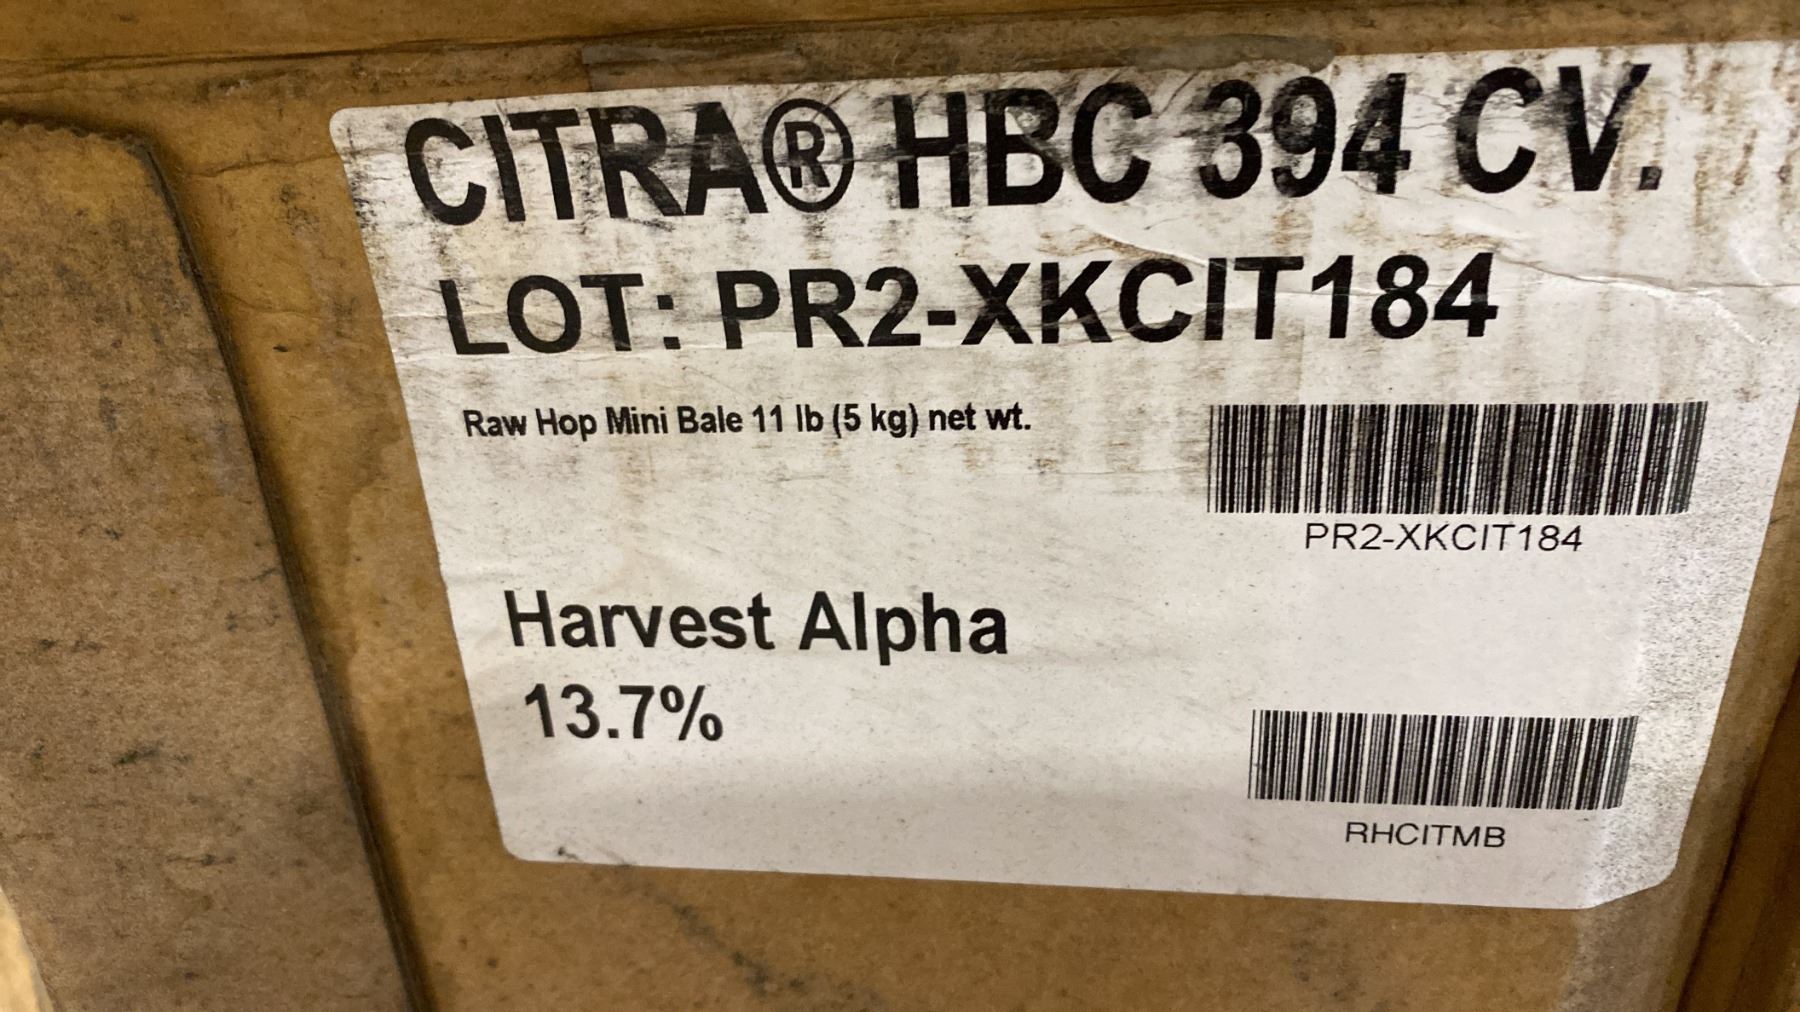 CITRA® HBC 394 CV.
LOT: PR2-XKCIT184
Raw Hop Mini Bale 11 lb (5 kg) net wt.
PR2-XKCIT184
Harvest Alpha
13.7%
RHCITMB